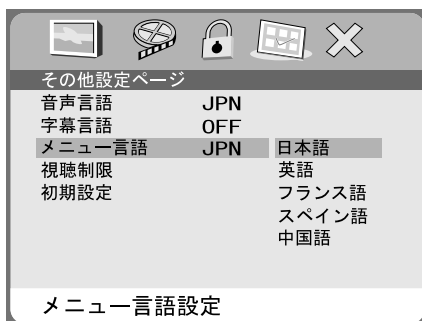 その他設定ページ
音声言語 JPN
字幕言語 OFF
メニュー言語 JPN 日本語
視聴制限 英語
初期設定 フランス語
スペイン語
中国語
メニュー言語設定